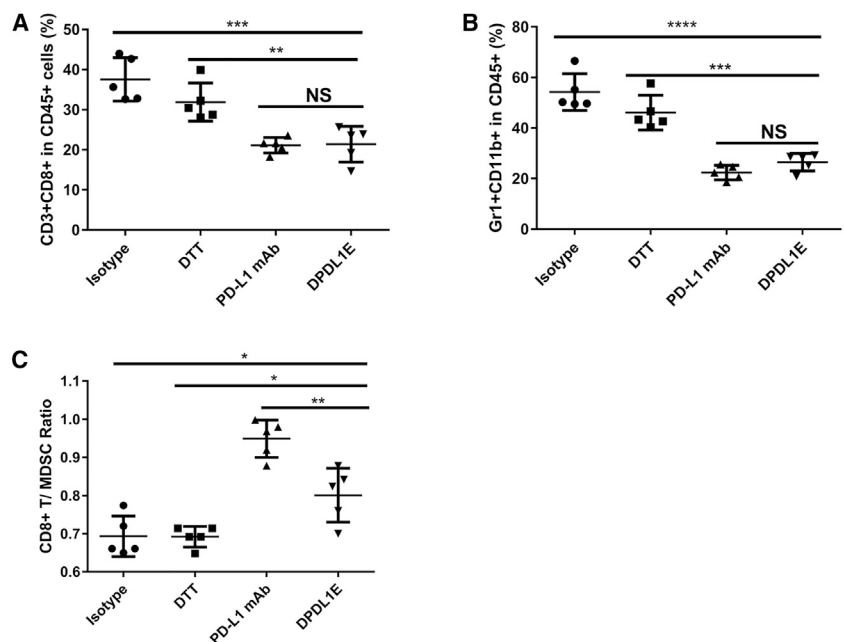 A
CD3+CD8+ in CD45+ cells (%)
50
40
30
20
10
0
***
**
NS
Isotype
DTT
PD-L1 mAb
DPDL1E
B
Gr1+CD11b+ in CD45+ (%)
80
60
40
20
0
****
***
NS
Isotype
DTT
PD-L1 mAb
DPDL1E
C
CD8+ T/ MDSC Ratio
1.1
1.0
0.9
0.8
0.7
0.6
*
*
**
Isotype
DTT
PD-L1 mAb
DPDL1E